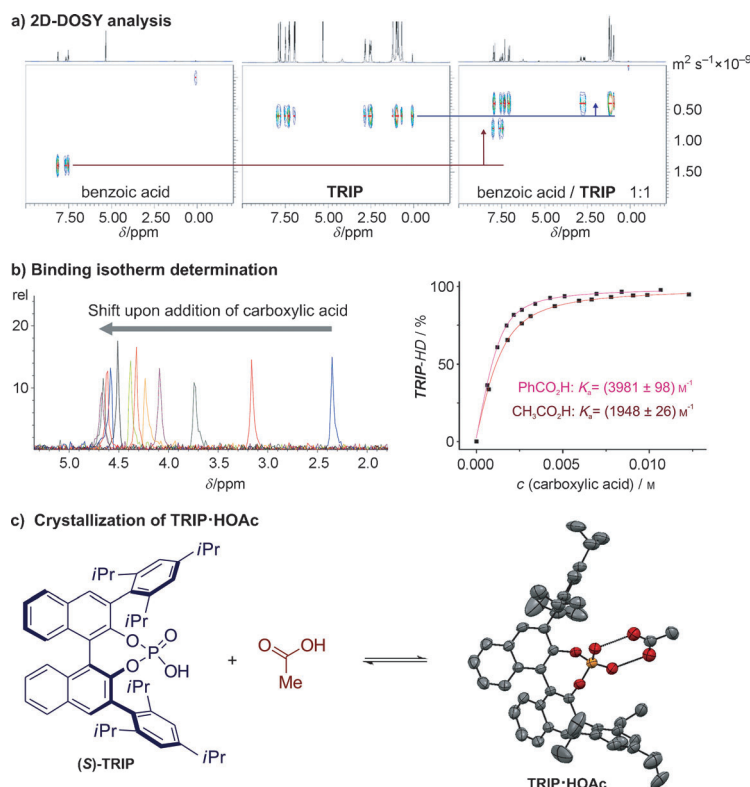 a) 2D-DOSY analysis
m² s⁻¹×10⁻⁹
0.50
1.00
1.50
benzoic acid
TRIP
benzoic acid / TRIP 1:1
7.50 5.00 2.50 0.00
7.50 5.00 2.50 0.00
7.50 5.00 2.50 0.00
δ/ppm
δ/ppm
δ/ppm
b) Binding isotherm determination
rel
20
10
Shift upon addition of carboxylic acid
5.0 4.5 4.0 3.5 3.0 2.5 2.0
δ/ppm
TRIP-HD / %
100
50
0
PhCO₂H: Kₐ= (3981 ± 98) M⁻¹
CH₃CO₂H: Kₐ= (1948 ± 26) M⁻¹
0.000 0.005 0.010
c (carboxylic acid) / M
c) Crystallization of TRIP·HOAc
iPr
iPr
iPr
O
O
P
O
OH
iPr
iPr
iPr
(S)-TRIP
+
O
OH
Me
TRIP·HOAc